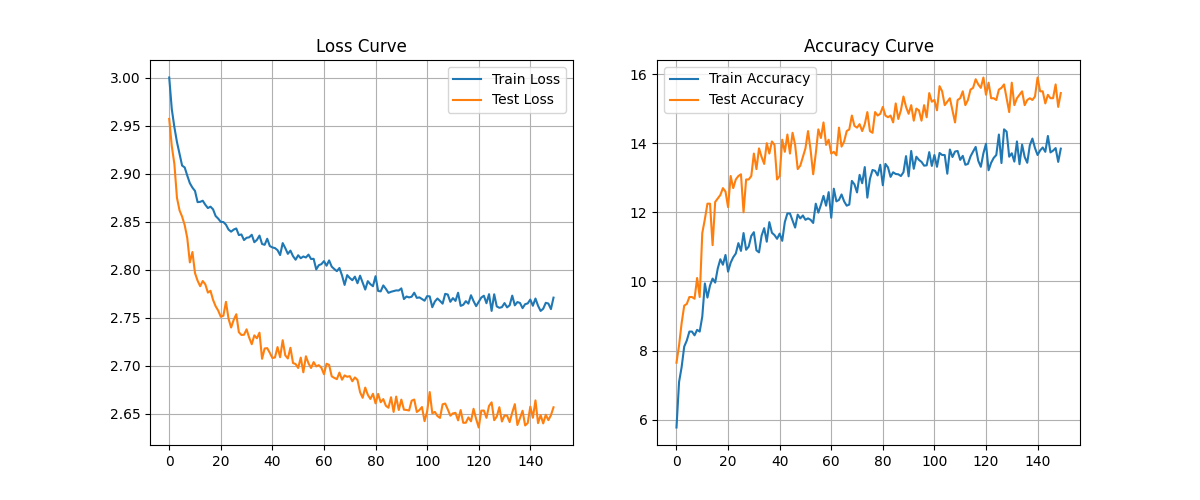 Loss Curve
Train Loss
Test Loss
3.00
2.95
2.90
2.85
2.80
2.75
2.70
2.65
0 20 40 60 80 100 120 140
Accuracy Curve
Train Accuracy
Test Accuracy
16
14
12
10
8
6
0 20 40 60 80 100 120 140